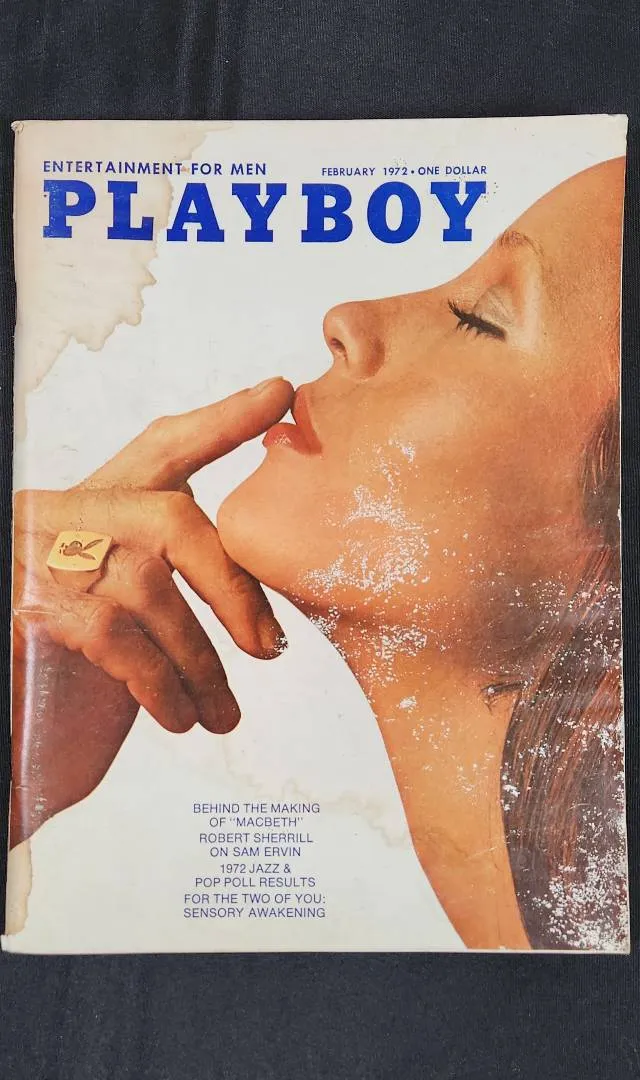 ENTERTAINMENT FOR MEN
FEBRUARY 1972 • ONE DOLLAR
PLAYBOY
BEHIND THE MAKING
OF "MACBETH"
ROBERT SHERRILL
ON SAM ERVIN
1972 JAZZ &
POP POLL RESULTS
FOR THE TWO OF YOU:
SENSORY AWAKENING